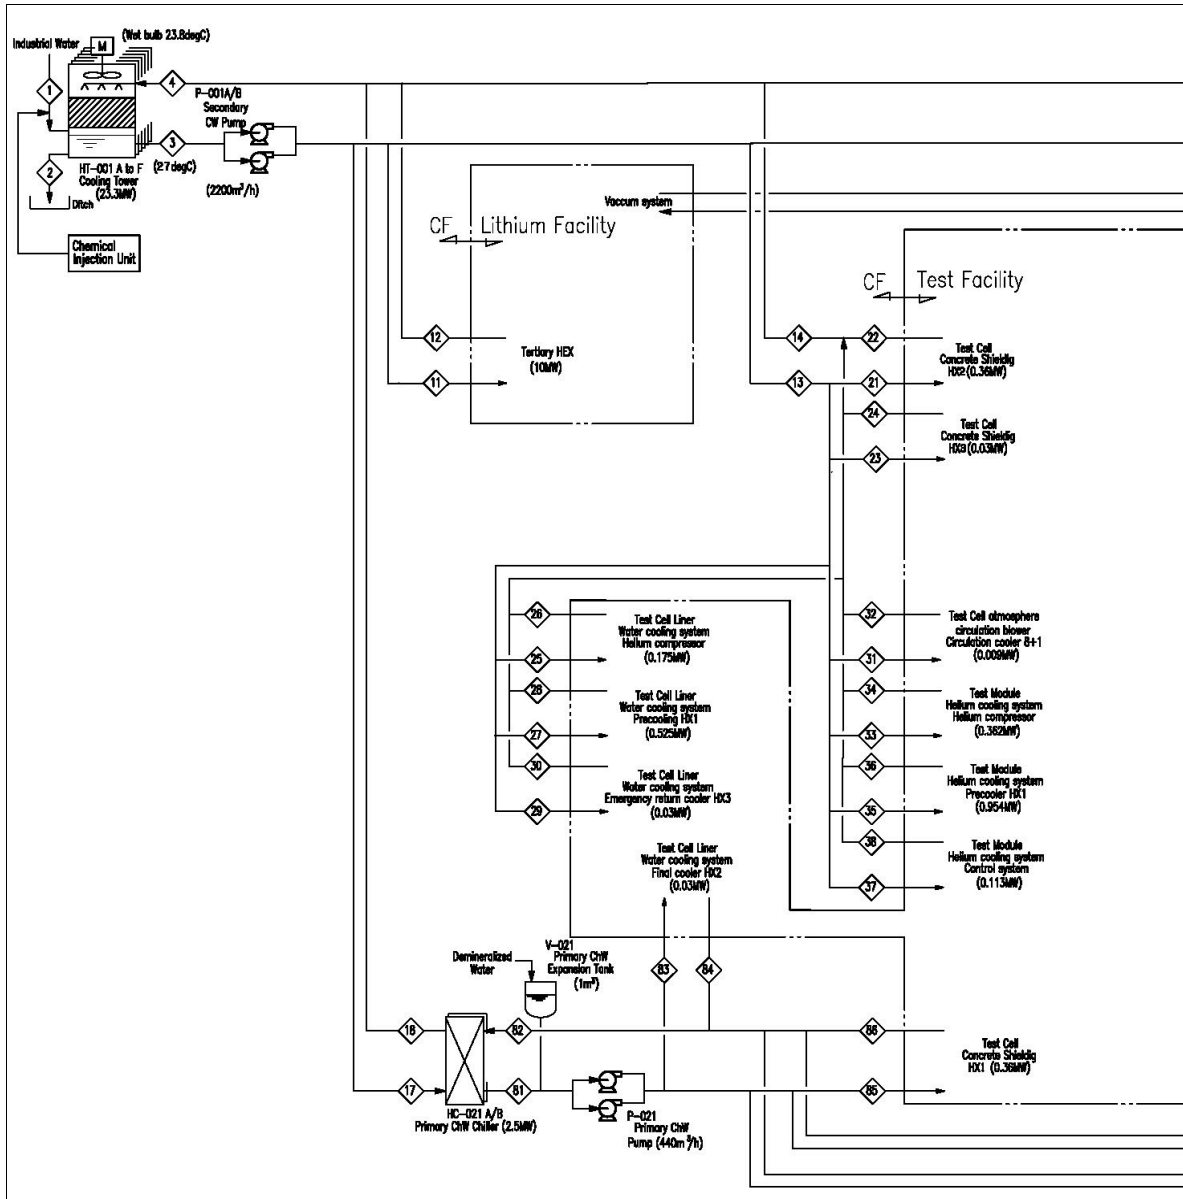 (Wet bulb 23.8degC)
Industrial Water
M
1
4
P-001A/B
Secondary
CW Pump
3
2
HT-001 A to F
Cooling Tower
(23.3MW)
(27degC)
(2200m³/h)
Ditch
Chemical
Injection Unit
Vaccum system
CF
Lithium Facility
CF
Test Facility
12
Tertiary HEX
(10MW)
11
14
22
Test Cell
Concrete Shieldig
HX2(0.36MW)
13
21
24
Test Cell
Concrete Shieldig
HX3(0.03MW)
23
26
Test Cell Liner
Water cooling system
Helium compressor
(0.175MW)
25
28
Test Cell Liner
Water cooling system
Precooling HX1
(0.525MW)
27
30
Test Cell Liner
Water cooling system
Emergency return cooler HX3
(0.03MW)
29
32
Test Cell atmosphere
circulation blower
Circulation cooler 8+1
(0.009MW)
31
34
Test Module
Helium cooling system
Helium compressor
(0.362MW)
33
36
Test Module
Helium cooling system
Precooler HX1
(0.954MW)
35
38
Test Module
Helium cooling system
Control system
(0.113MW)
37
Test Cell Liner
Water cooling system
Final cooler HX2
(0.03MW)
Demineralized
Water
V-021
Primary ChW
Expansion Tank
(1m³)
83
84
18
82
86
Test Cell
Concrete Shieldig
HX1 (0.36MW)
17
81
85
HC-021 A/B
Primary ChW Chiller (2.5MW)
P-021
Primary ChW
Pump (440m³/h)